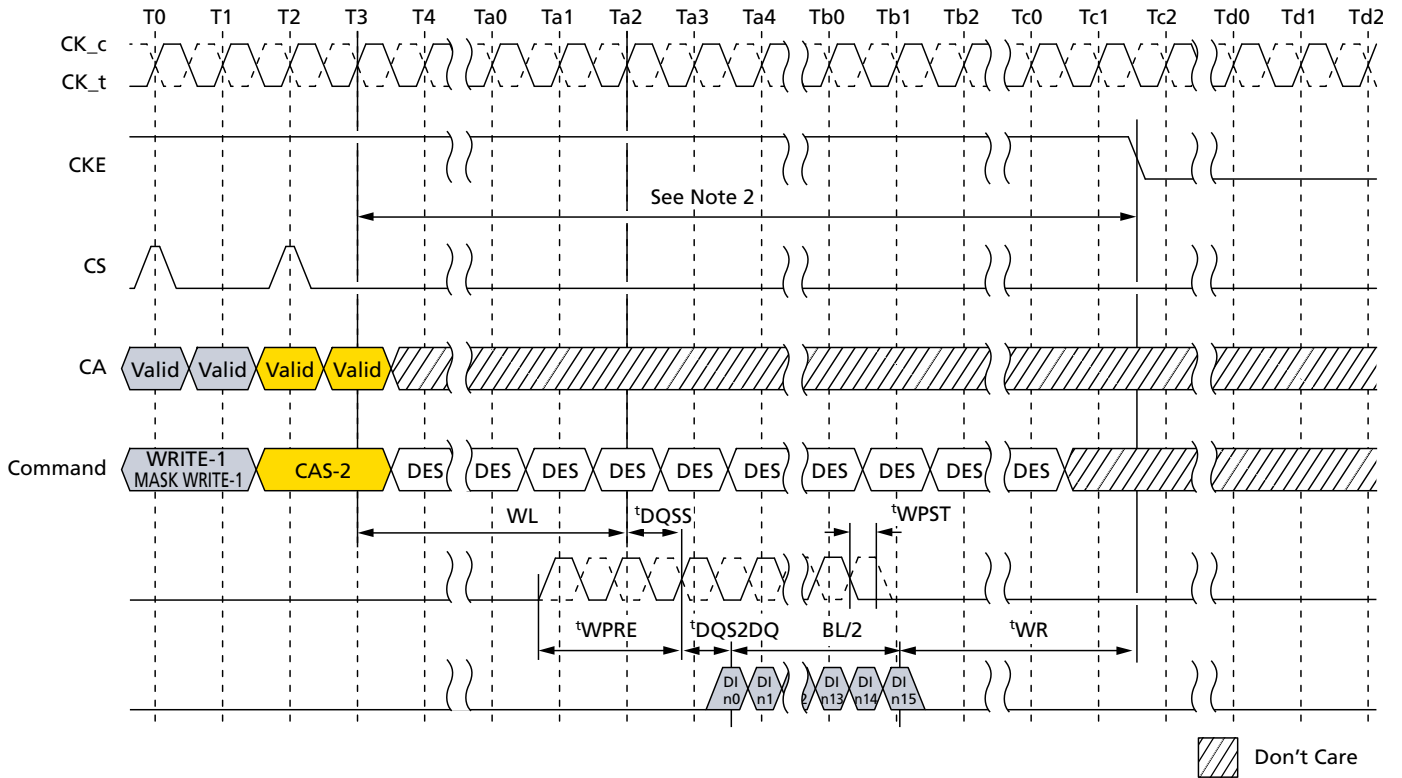 T0 T1 T2 T3 T4 Ta0 Ta1 Ta2 Ta3 Ta4 Tb0 Tb1 Tb2 Tc0 Tc1 Tc2 Td0 Td1 Td2
CK_c
CK_t
CKE
See Note 2
CS
CA Valid Valid Valid Valid
Command WRITE-1 MASK WRITE-1 CAS-2 DES DES DES DES DES DES DES DES DES DES
WL tDQSS tWPST
tWPRE tDQS2DQ BL/2 tWR
DI n0 DI n1 2 DI n13 DI n14 DI n15
Don't Care